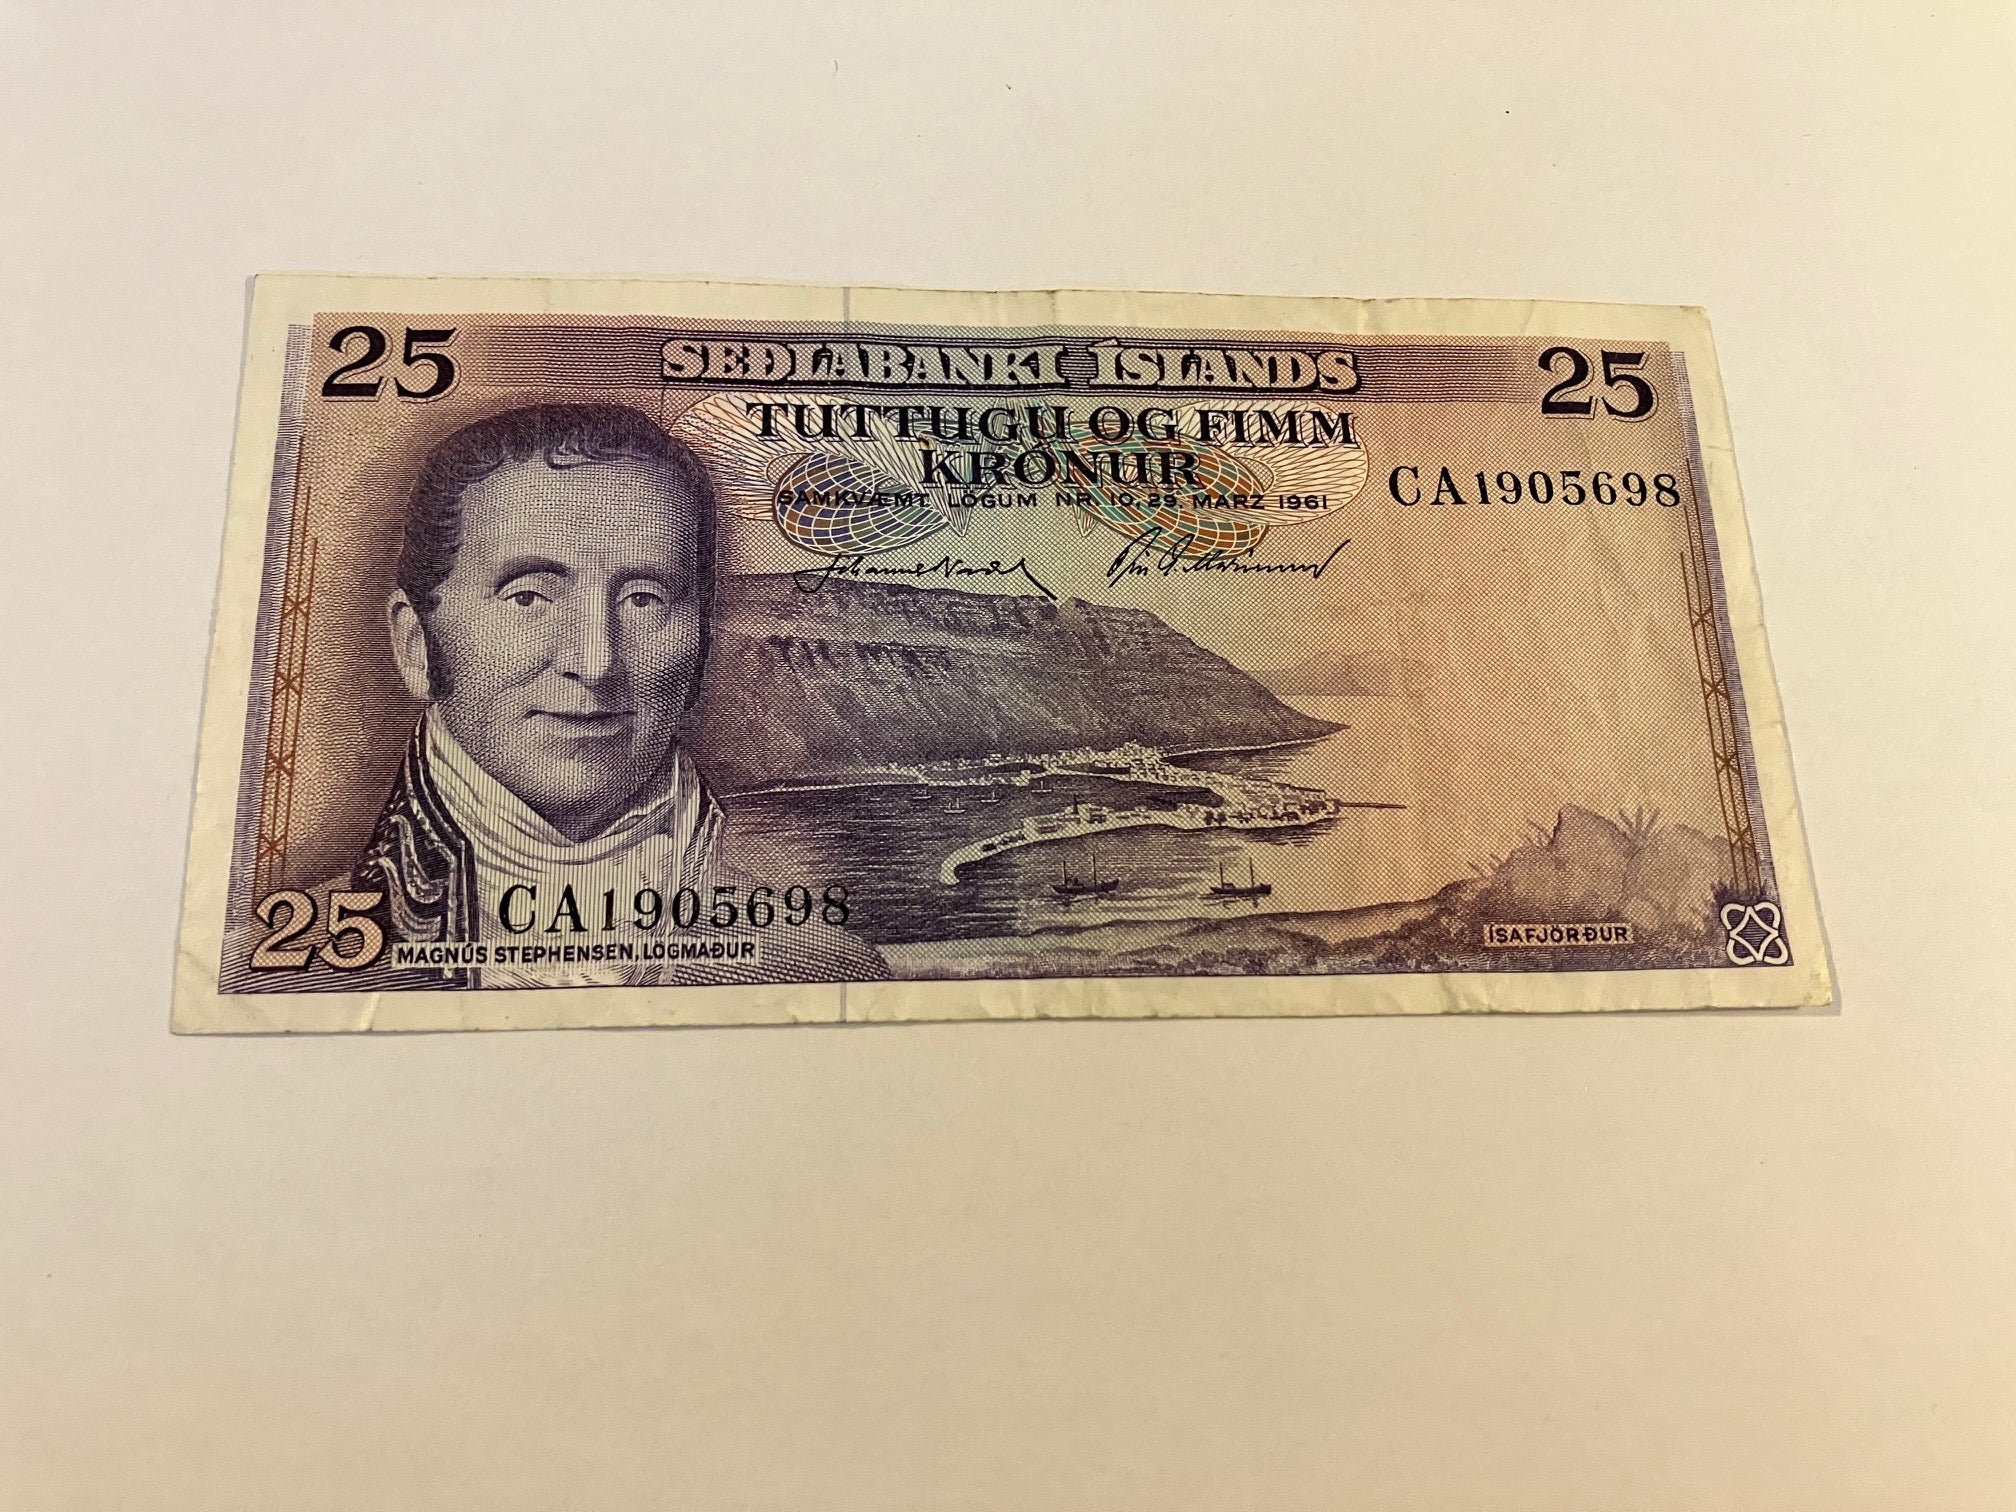 25
SEÐLABANKI ÍSLANDS
25
TUTTUGU OG FIMM
KRÓNUR
CA1905698
SAMKVÆMT LÖGUM NR. 10, 29. MARZ 1961
25
CA1905698
MAGNÚS STEPHENSEN, LÖGMAÐUR
ÍSAFJÖRÐUR